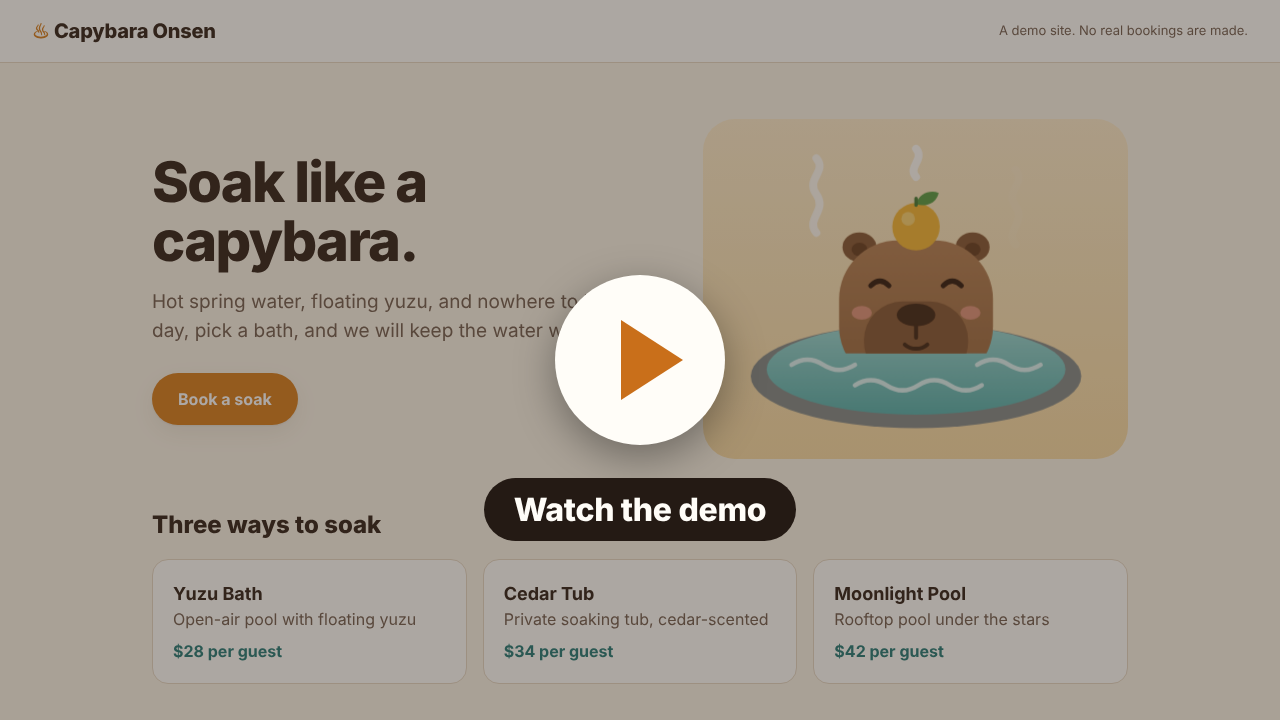 ♨ Capybara Onsen
A demo site. No real bookings are made.
Soak like a
capybara.
Hot spring water, floating yuzu, and nowhere to
day, pick a bath, and we will keep the water
Book a soak
Watch the demo
Three ways to soak
Yuzu Bath
Open-air pool with floating yuzu
$28 per guest
Cedar Tub
Private soaking tub, cedar-scented
$34 per guest
Moonlight Pool
Rooftop pool under the stars
$42 per guest